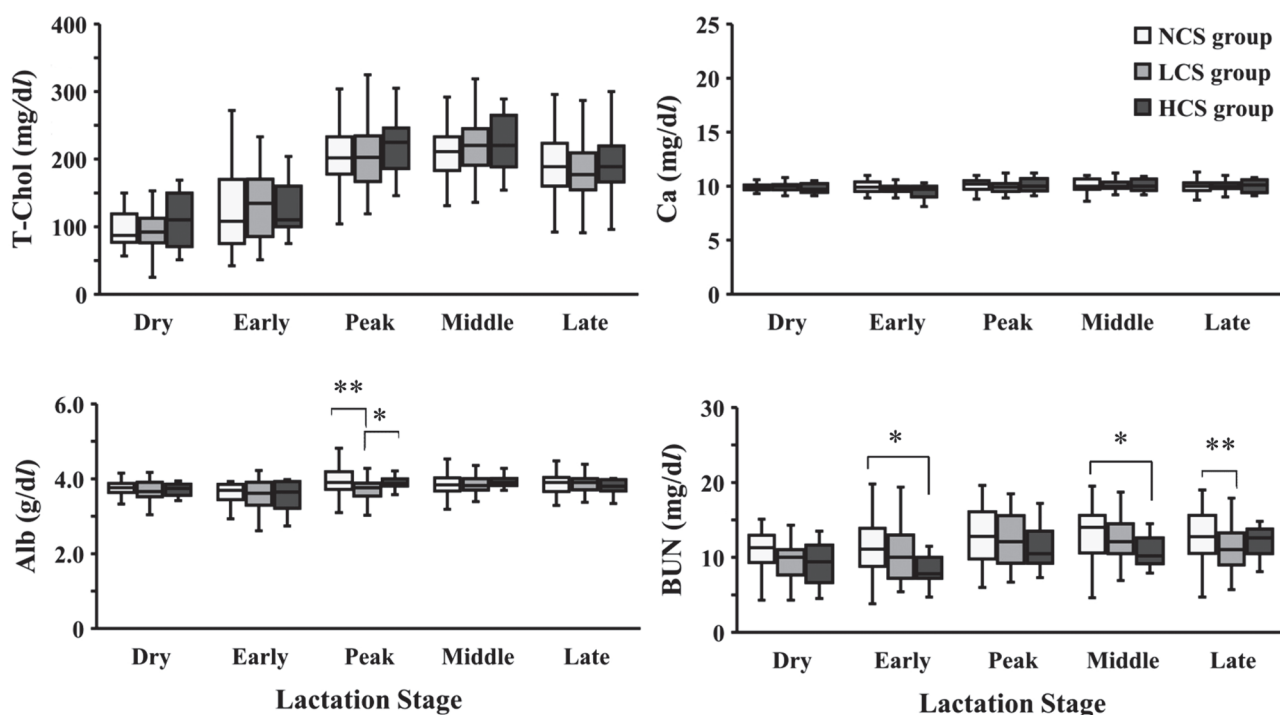 T-Chol (mg/dl)
400
300
200
100
0
Dry Early Peak Middle Late
Ca (mg/dl)
25
20
15
10
5
0
NCS group
LCS group
HCS group
Dry Early Peak Middle Late
Alb (g/dl)
6.0
4.0
2.0
0
** 
*
Dry Early Peak Middle Late
Lactation Stage
BUN (mg/dl)
30
20
10
0
* * **
Dry Early Peak Middle Late
Lactation Stage